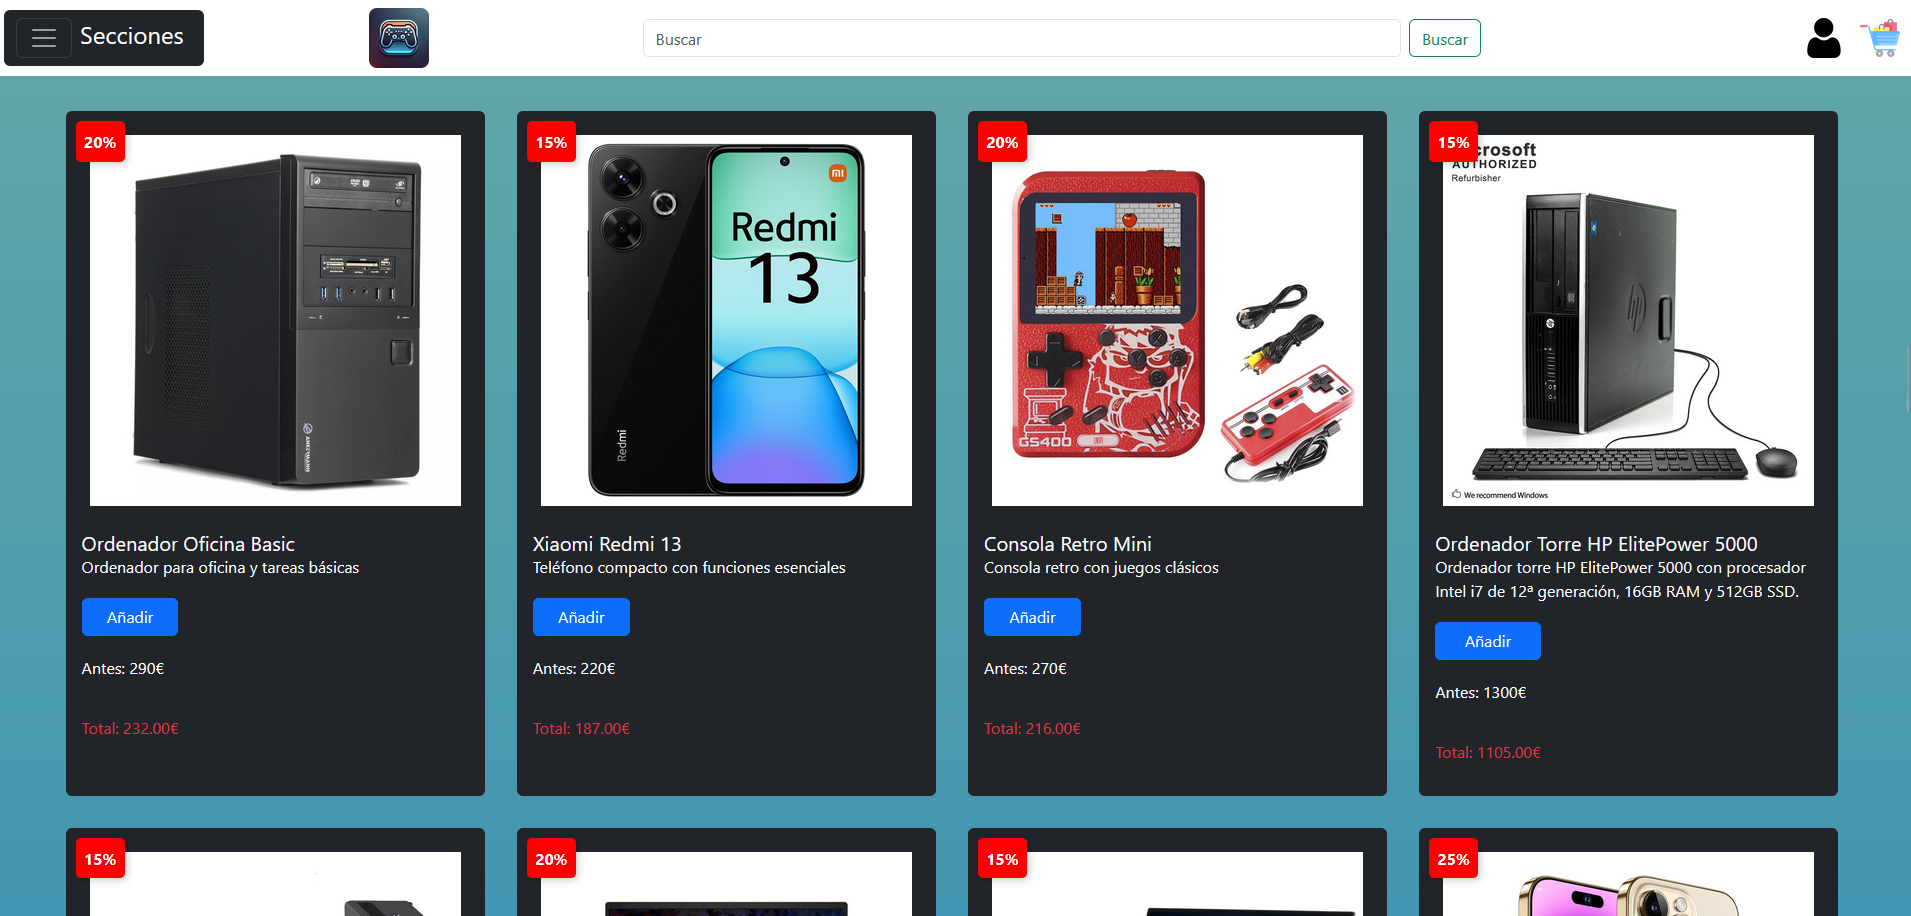 Secciones
Buscar
Buscar
20%
15%
20%
15%
crosoft
AUTHORIZED
Refurbisher
Redmi
13
Redmi
GS400
We recommend Windows
Ordenador Oficina Basic
Ordenador para oficina y tareas básicas
Añadir
Antes: 290€
Total: 232.00€
Xiaomi Redmi 13
Teléfono compacto con funciones esenciales
Añadir
Antes: 220€
Total: 187.00€
Consola Retro Mini
Consola retro con juegos clásicos
Añadir
Antes: 270€
Total: 216.00€
Ordenador Torre HP ElitePower 5000
Ordenador torre HP ElitePower 5000 con procesador
Intel i7 de 12ª generación, 16GB RAM y 512GB SSD.
Añadir
Antes: 1300€
Total: 1105.00€
15%
20%
15%
25%